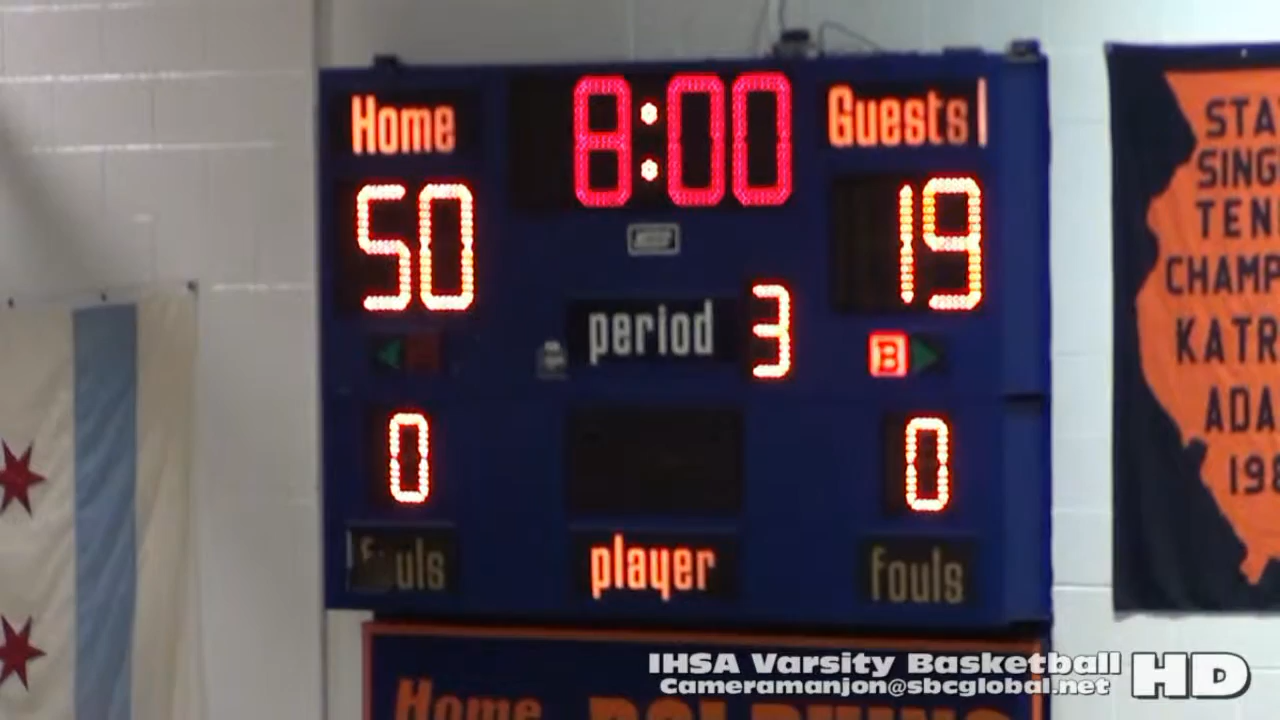 Home 8:00 Guests
50 19
period 3
B
0 0
fouls player fouls
STA
SING
TEN
CHAMP
KATR
ADA
198
Home
IHSA Varsity Basketball HD
Cameramanjon@sbcglobal.net